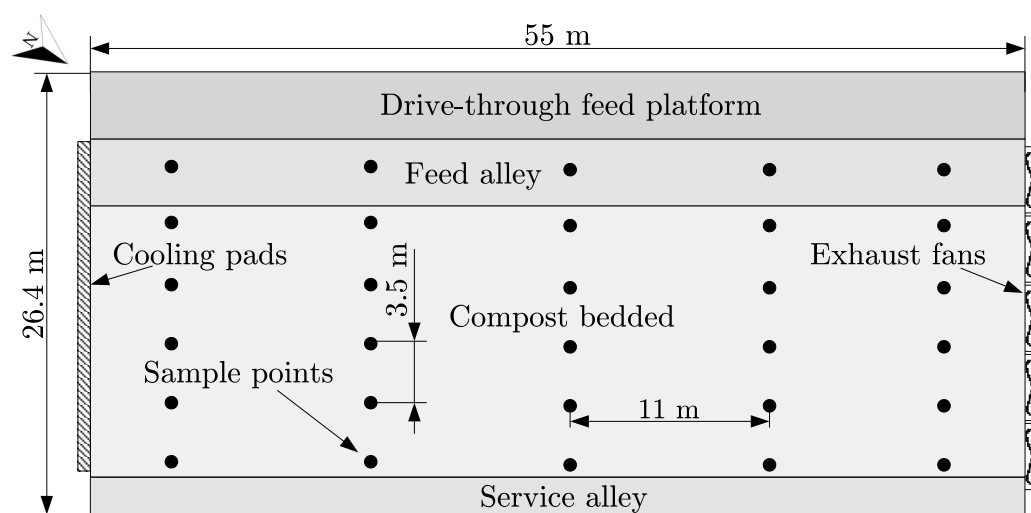 N
55 m
Drive-through feed platform
Feed alley
Cooling pads
Exhaust fans
26.4 m
3.5 m
Compost bedded
Sample points
11 m
Service alley